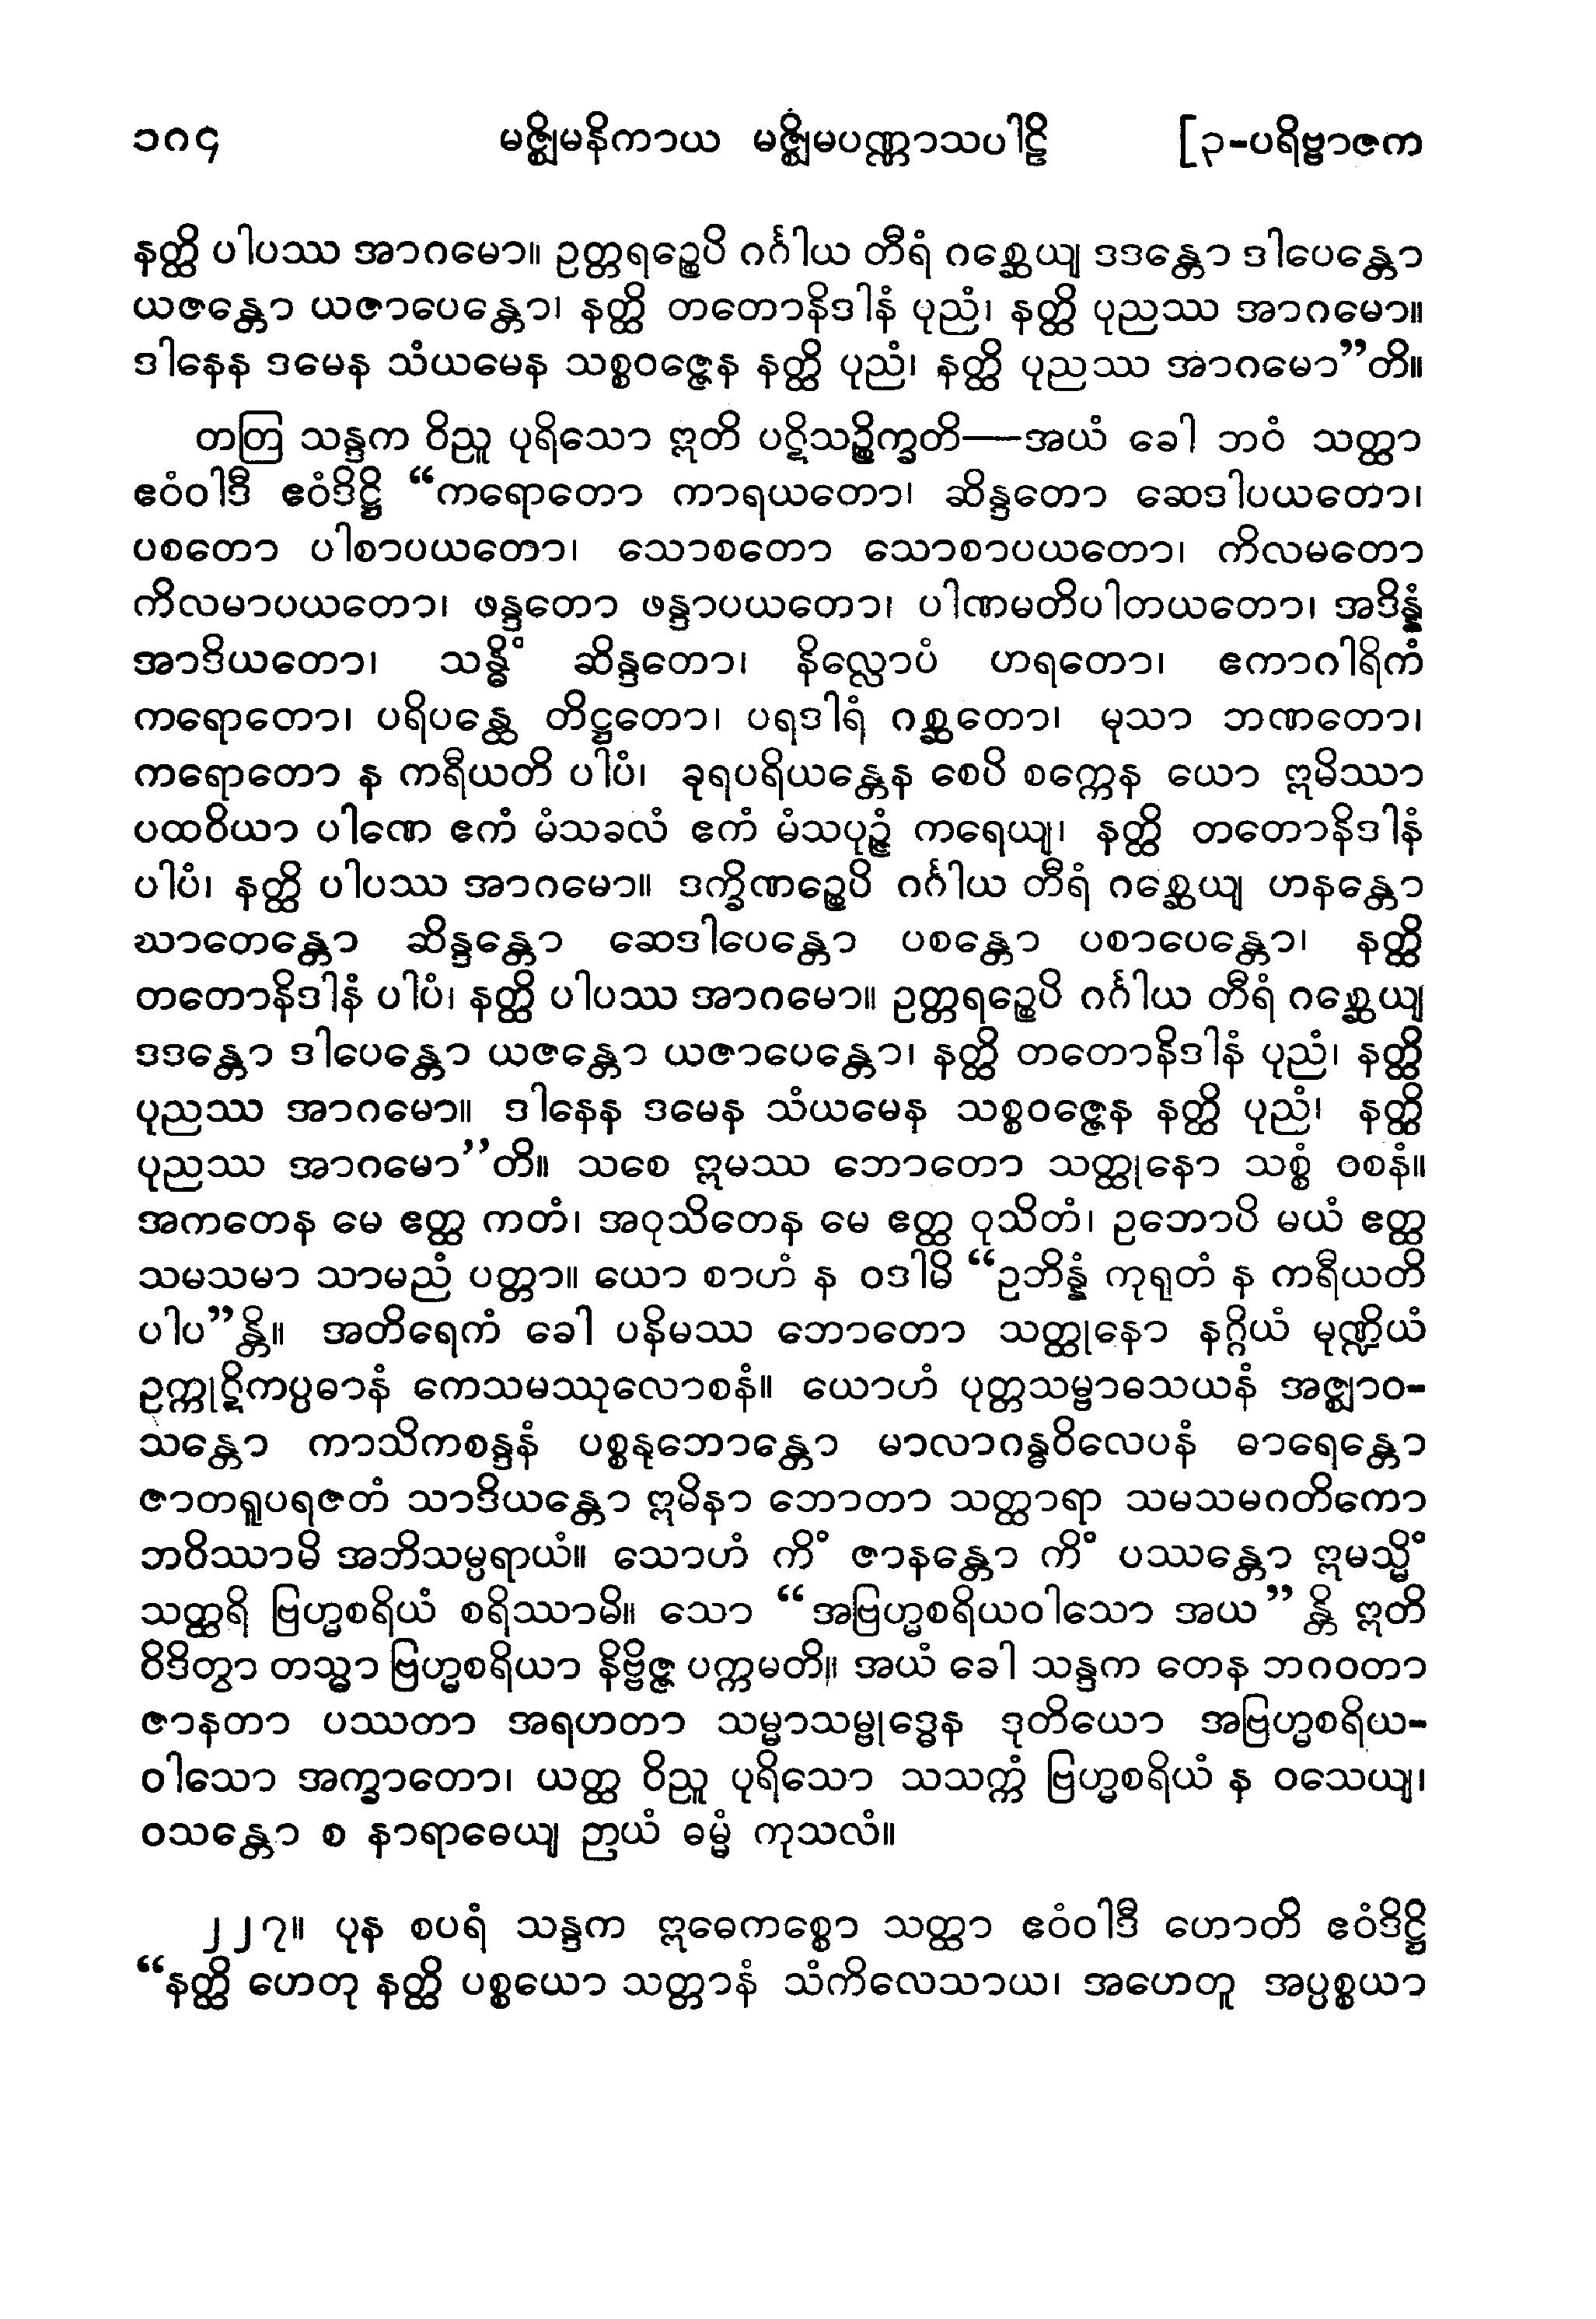 ၁၈၄ မဇ္ဈိမနိကာယ မဇ္ဈိမပဏ္ဏာသပါဠိ [၃-ပရိဗ္ဗာဇက
နတ္ထိ ပါပဿ အာဂမော။ ဥတ္တရဉ္စေပိ ဂင်္ဂါယ တီရံ ဂစ္ဆေယျ ဒဒန္တော ဒါပေန္တော
ယဇန္တော ယဇာပေန္တော၊ နတ္ထိ တတောနိဒါနံ ပုညံ၊ နတ္ထိ ပုညဿ အာဂမော။
ဒါနေန ဒမေန သံယမေန သစ္စဝဇ္ဇေန နတ္ထိ ပုညံ၊ နတ္ထိ ပုညဿ အာဂမော”တိ။
တတြ သန္ဒက ဝိညူ ပုရိသော ဣတိ ပဋိသဉ္စိက္ခတိ—အယံ ခေါ ဘဝံ သတ္ထာ
ဧဝံဝါဒီ ဧဝံဒိဋ္ဌိ “ကရောတော ကာရယတော၊ ဆိန္ဒတော ဆေဒါပယတော၊
ပစတော ပါစာပယတော၊ သောစတော သောစာပယတော၊ ကိလမတော
ကိလမာပယတော၊ ဖန္ဒတော ဖန္ဒာပယတော၊ ပါဏမတိပါတယတော၊ အဒိန္နံ
အာဒိယတော၊ သန္ဓိံ ဆိန္ဒတော၊ နိလ္လောပံ ဟရတော၊ ဧကာဂါရိကံ
ကရောတော၊ ပရိပန္ထေ တိဋ္ဌတော၊ ပရဒါရံ ဂစ္ဆတော၊ မုသာ ဘဏတော၊
ကရောတော န ကရီယတိ ပါပံ၊ ခုရပရိယန္တေန စေပိ စက္ကေန ယော ဣမိဿာ
ပထဝိယာ ပါဏေ ဧကံ မံသခလံ ဧကံ မံသပုဉ္ဇံ ကရေယျ၊ နတ္ထိ တတောနိဒါနံ
ပါပံ၊ နတ္ထိ ပါပဿ အာဂမော။ ဒက္ခိဏဉ္စေပိ ဂင်္ဂါယ တီရံ ဂစ္ဆေယျ ဟနန္တော
ဃာတေန္တော ဆိန္ဒန္တော ဆေဒါပေန္တော ပစန္တော ပစာပေန္တော၊ နတ္ထိ
တတောနိဒါနံ ပါပံ၊ နတ္ထိ ပါပဿ အာဂမော။ ဥတ္တရဉ္စေပိ ဂင်္ဂါယ တီရံ ဂစ္ဆေယျ
ဒဒန္တော ဒါပေန္တော ယဇန္တော ယဇာပေန္တော၊ နတ္ထိ တတောနိဒါနံ ပုညံ၊ နတ္ထိ
ပုညဿ အာဂမော။ ဒါနေန ဒမေန သံယမေန သစ္စဝဇ္ဇေန နတ္ထိ ပုညံ၊ နတ္ထိ
ပုညဿ အာဂမော”တိ။ သစေ ဣမဿ ဘောတော သတ္ထုနော သစ္စံ ဝစနံ။
အကတေန မေ ဧတ္ထ ကတံ၊ အဝုသိတေန မေ ဧတ္ထ ဝုသိတံ၊ ဥဘောပိ မယံ ဧတ္ထ
သမသမာ သာမညံ ပတ္တာ။ ယော စာဟံ န ဝဒါမိ “ဥဘိန္နံ ကုရုတံ န ကရီယတိ
ပါပ”န္တိ။ အတိရေကံ ခေါ ပနိမဿ ဘောတော သတ္ထုနော နဂ္ဂိယံ မုဏ္ဍိယံ
ဥက္ကုဋိကပ္ပဓာနံ ကေသမဿုလောစနံ။ ယောဟံ ပုတ္တသမ္ဗာဓသယနံ အဇ္ဈာဝ-
သန္တော ကာသိကစန္ဒနံ ပစ္စနုဘောန္တော မာလာဂန္ဓဝိလေပနံ ဓာရေန္တော
ဇာတရူပရဇတံ သာဒိယန္တော ဣမိနာ ဘောတာ သတ္ထာရာ သမသမဂတိကော
ဘဝိဿာမိ အဘိသမ္ပရာယံ။ သောဟံ ကိံ ဇာနန္တော ကိံ ပဿန္တော ဣမသ္မိံ
သတ္ထရိ ဗြဟ္မစရိယံ စရိဿာမိ။ သော “အဗြဟ္မစရိယဝါသော အယ”န္တိ ဣတိ
ဝိဒိတွာ တသ္မာ ဗြဟ္မစရိယာ နိဗ္ဗိဇ္ဇ ပက္ကမတိ။ အယံ ခေါ သန္ဒက တေန ဘဂဝတာ
ဇာနတာ ပဿတာ အရဟတာ သမ္မာသမ္ဗုဒ္ဓေန ဒုတိယော အဗြဟ္မစရိယ-
ဝါသော အက္ခာတော၊ ယတ္ထ ဝိညူ ပုရိသော သသက္ကံ ဗြဟ္မစရိယံ န ဝသေယျ၊
ဝသန္တော စ နာရာဓေယျ ဉာယံ ဓမ္မံ ကုသလံ။
၂၂၇။ ပုန စပရံ သန္ဒက ဣဓေကစ္စော သတ္ထာ ဧဝံဝါဒီ ဟောတိ ဧဝံဒိဋ္ဌိ
“နတ္ထိ ဟေတု နတ္ထိ ပစ္စယော သတ္တာနံ သံကိလေသာယ၊ အဟေတူ အပ္ပစ္စယာ